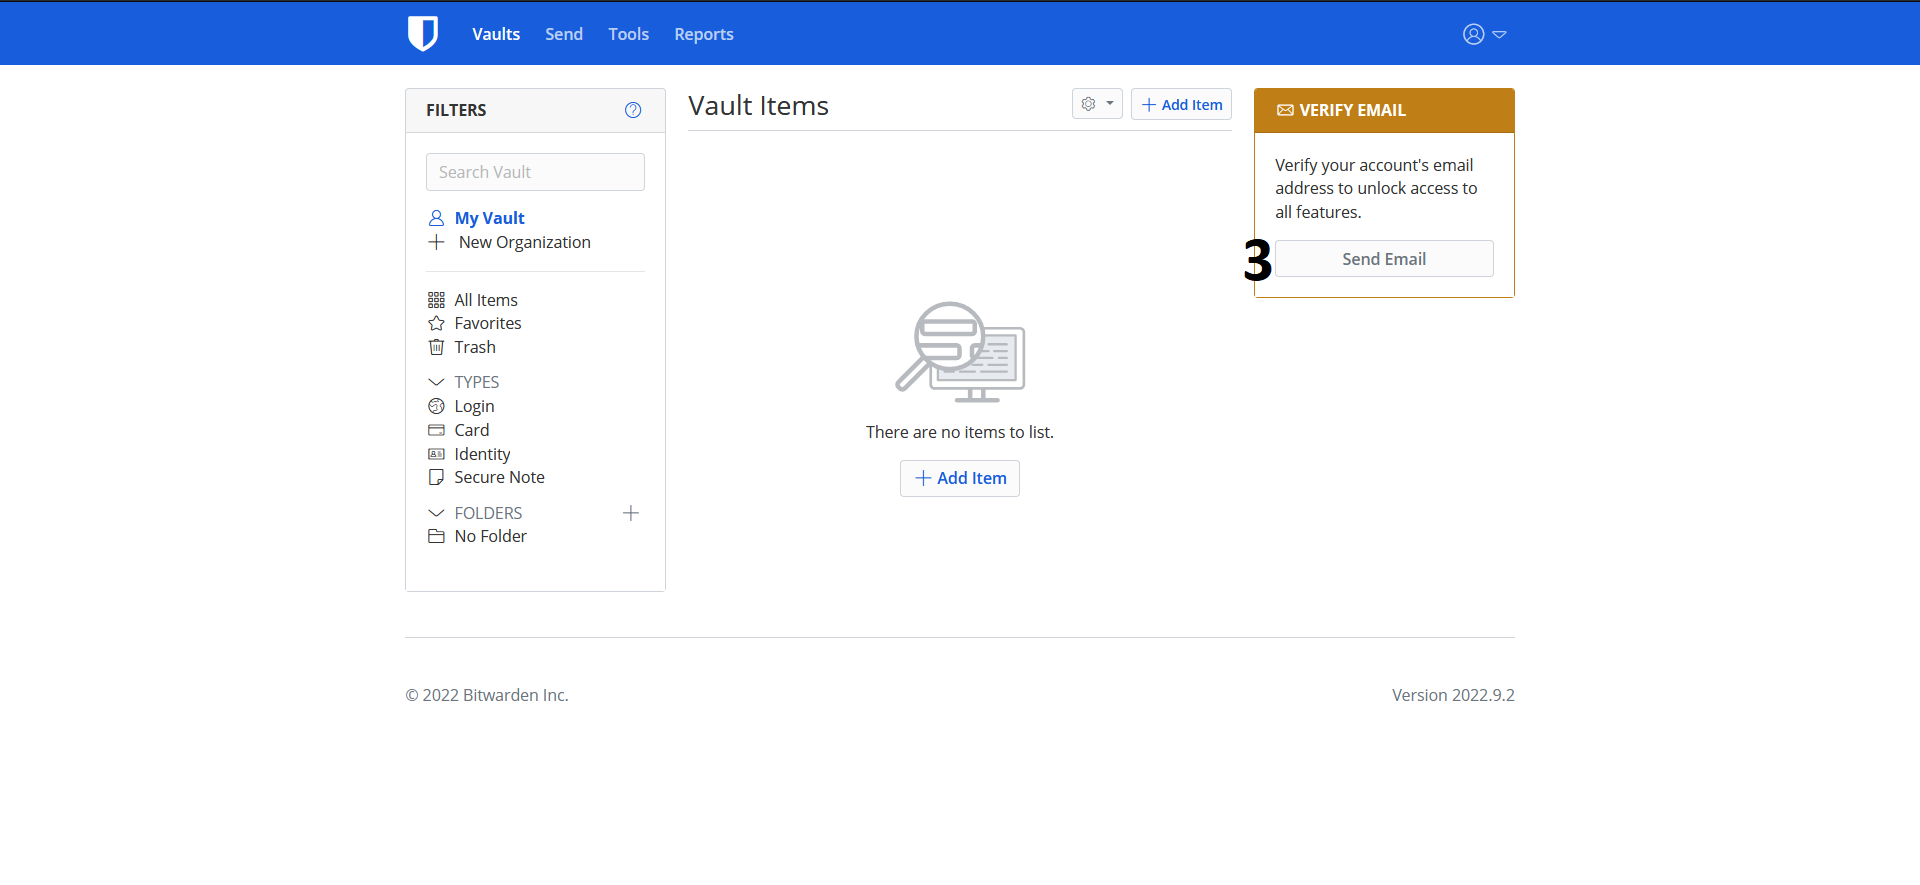 Vaults Send Tools Reports
FILTERS
Search Vault
My Vault
New Organization
All Items
Favorites
Trash
TYPES
Login
Card
Identity
Secure Note
FOLDERS
No Folder
Vault Items
Add Item
There are no items to list.
Add Item
VERIFY EMAIL
Verify your account's email
address to unlock access to
all features.
3 Send Email
© 2022 Bitwarden Inc.
Version 2022.9.2